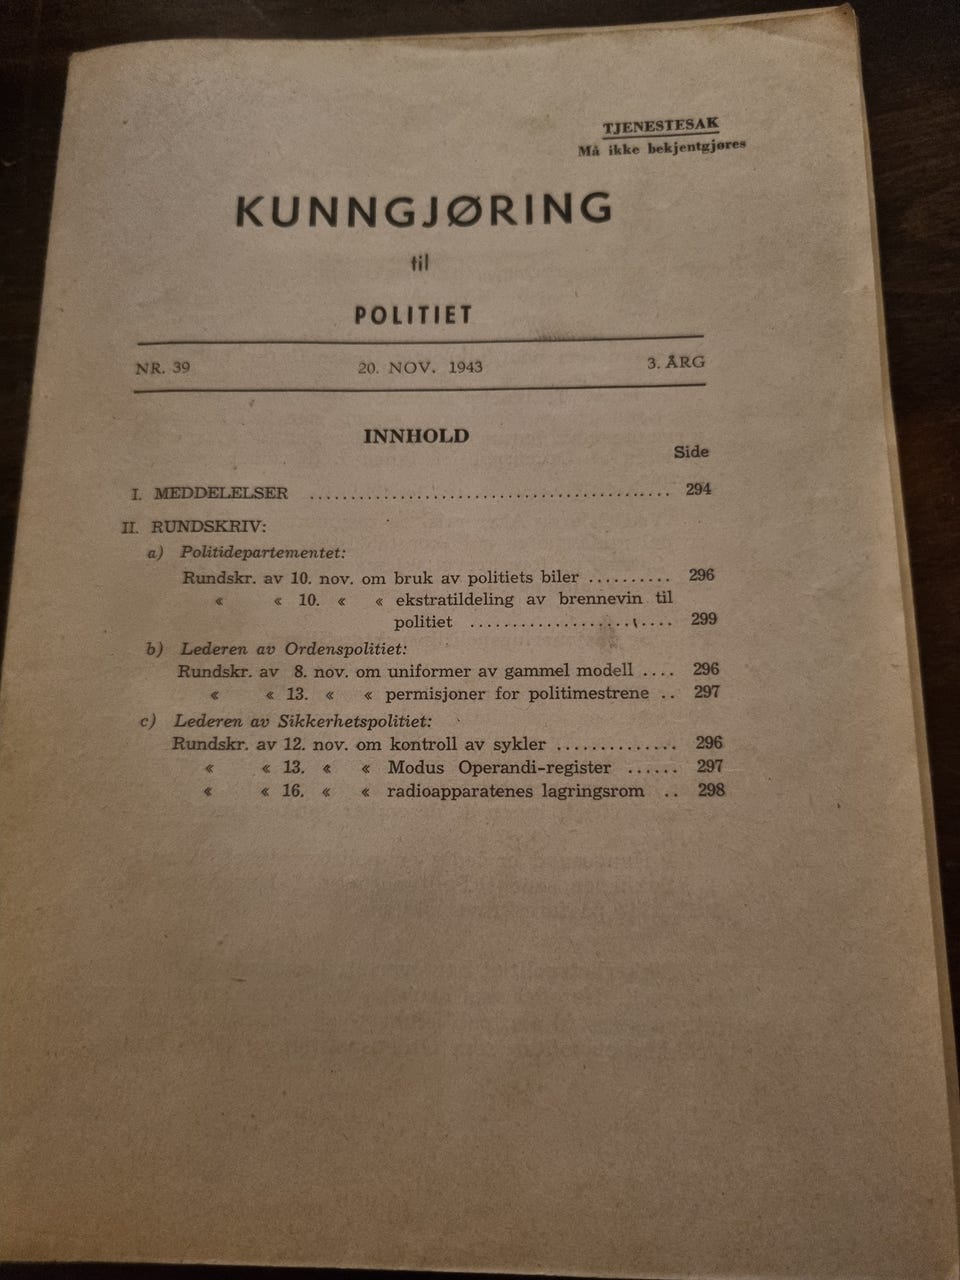 TJENESTESAK
Må ikke bekjentgjøres
KUNNGJØRING
til
POLITIET
NR. 39 20. NOV. 1943 3. ÅRG
INNHOLD
Side
I. MEDDELELSER ........................................... 294
II. RUNDSKRIV:
a) Politidepartementet:
Rundskr. av 10. nov. om bruk av politiets biler .......... 296
« « 10. « « ekstratildeling av brennevin til
politiet ......................... 299
b) Lederen av Ordenspolitiet:
Rundskr. av 8. nov. om uniformer av gammel modell .... 296
« « 13. « « permisjoner for politimestrene .. 297
c) Lederen av Sikkerhetspolitiet:
Rundskr. av 12. nov. om kontroll av sykler ............... 296
« « 13. « « Modus Operandi-register ...... 297
« « 16. « « radioapparatenes lagringsrom .. 298